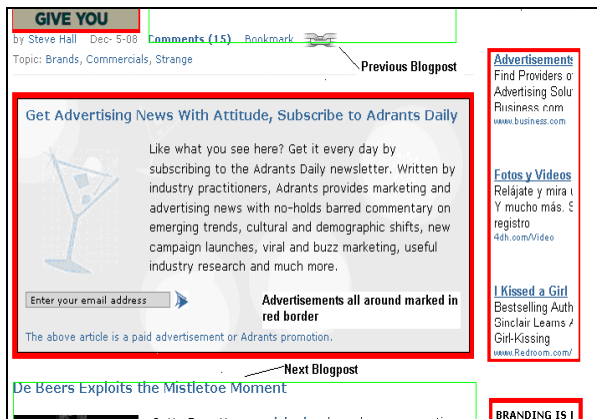 GIVE YOU
by Steve Hall Dec- 5-08 Comments (15) Bookmark
Topic: Brands, Commercials, Strange
Previous Blogpost
Get Advertising News With Attitude, Subscribe to Adrants Daily
Like what you see here? Get it every day by
subscribing to the Adrants Daily newsletter. Written by
industry practitioners, Adrants provides marketing and
advertising news with no-holds barred commentary on
emerging trends, cultural and demographic shifts, new
campaign launches, viral and buzz marketing, useful
industry research and much more.
Enter your email address
Advertisements all around marked in
red border
The above article is a paid advertisement or Adrants promotion.
Next Blogpost
De Beers Exploits the Mistletoe Moment
Advertisements
Find Providers of
Advertising Solu
Business.com
www.business.com
Fotos y Videos
Relájate y mira
Y mucho más. S
registro
4dh.com/Video
I Kissed a Girl
Bestselling Auth
Sinclair Learns
Girl-Kissing
www.Redroom.com/
BRANDING IS